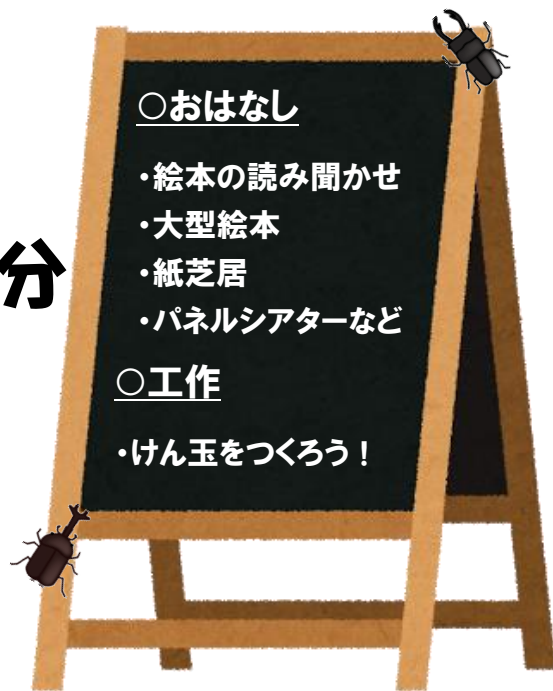 ○おはなし
・絵本の読み聞かせ
・大型絵本
分
・紙芝居
・パネルシアターなど
○工作
・けん玉をつくろう！